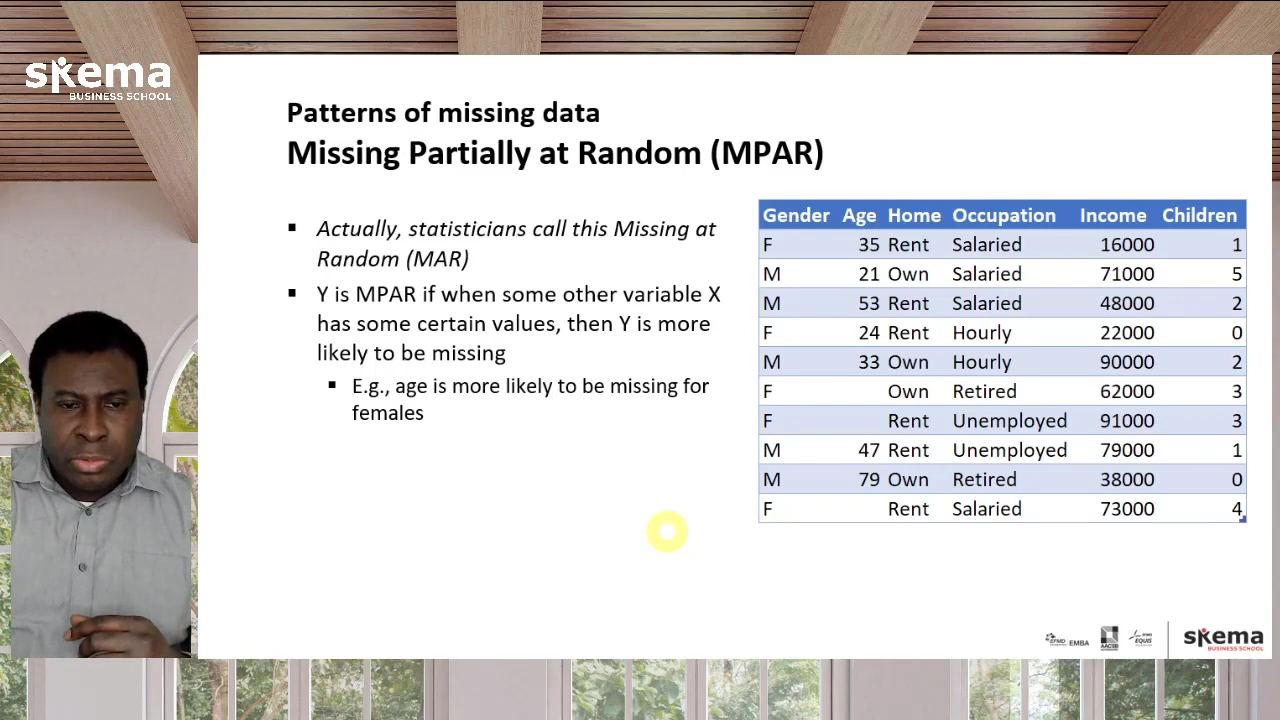 skema
BUSINESS SCHOOL
Patterns of missing data
Missing Partially at Random (MPAR)
▪ Actually, statisticians call this Missing at
Random (MAR)
▪ Y is MPAR if when some other variable X
has some certain values, then Y is more
likely to be missing
▪ E.g., age is more likely to be missing for
females
Gender Age Home Occupation Income Children
F 35 Rent Salaried 16000 1
M 21 Own Salaried 71000 5
M 53 Rent Salaried 48000 2
F 24 Rent Hourly 22000 0
M 33 Own Hourly 90000 2
F Own Retired 62000 3
F Rent Unemployed 91000 3
M 47 Rent Unemployed 79000 1
M 79 Own Retired 38000 0
F Rent Salaried 73000 4
EFMD EMBA
AACSB
EQUIS
skema
BUSINESS SCHOOL